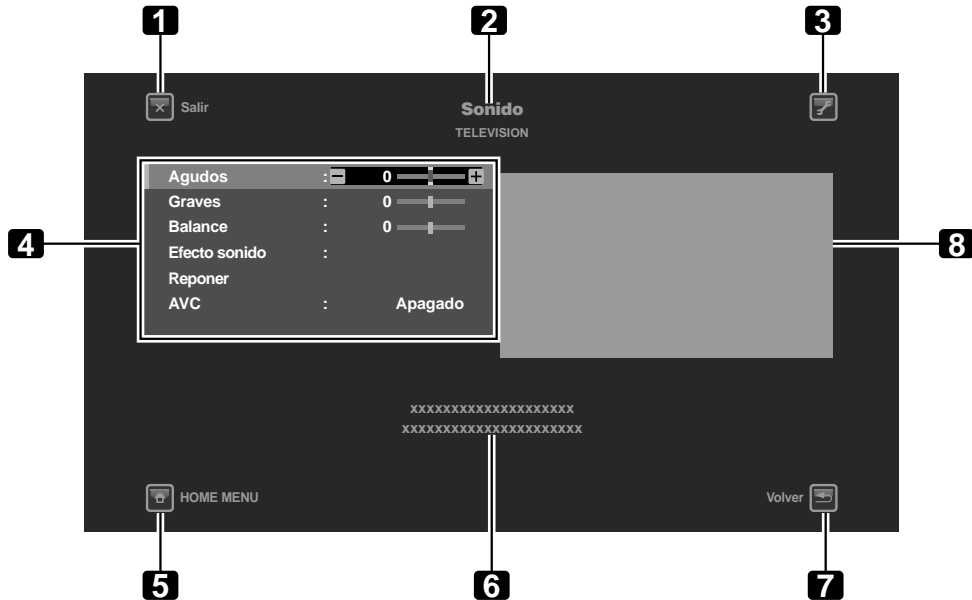 1 2 3
Salir
Sonido
TELEVISION
Agudos : − 0 +
Graves : 0
Balance : 0
Efecto sonido :
Reponer
AVC : Apagado
4
8
xxxxxxxxxxxxxxxxxxxx
xxxxxxxxxxxxxxxxxxxxxx
HOME MENU
Volver
5 6 7